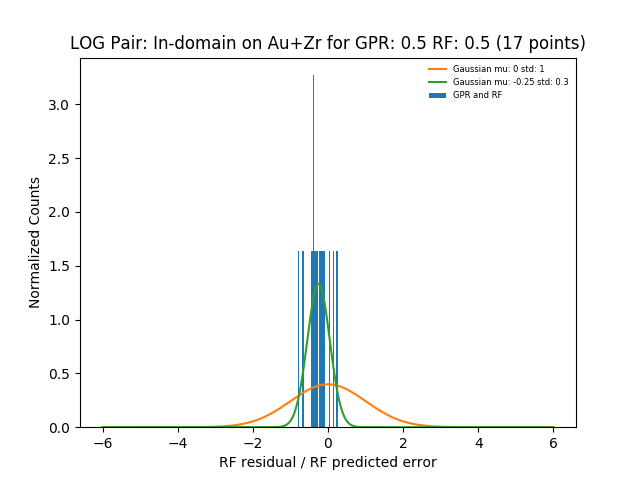 LOG Pair: In-domain on Au+Zr for GPR: 0.5 RF: 0.5 (17 points)
Gaussian mu: 0 std: 1
Gaussian mu: -0.25 std: 0.3
GPR and RF
Normalized Counts
3.0
2.5
2.0
1.5
1.0
0.5
0.0
−6 −4 −2 0 2 4 6
RF residual / RF predicted error